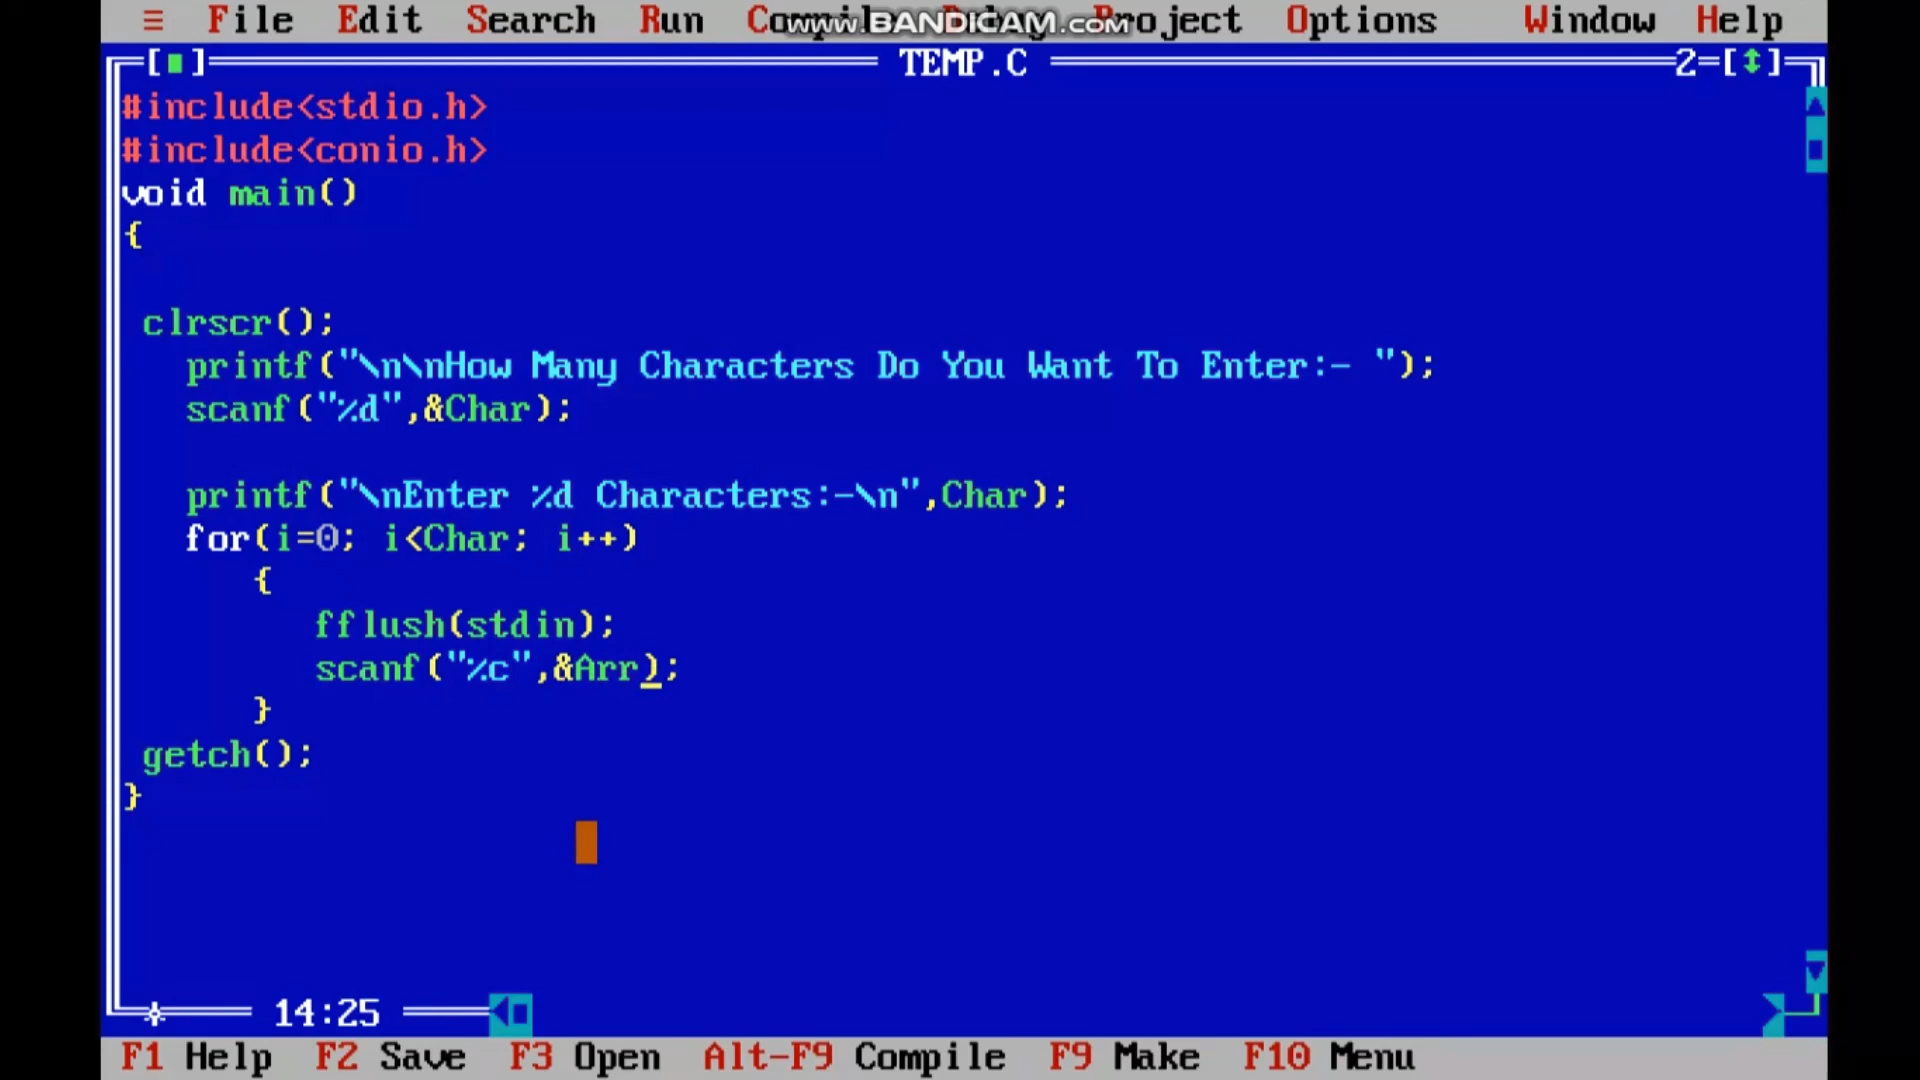 ≡ File Edit Search Run Compile Debug Project Options Window Help
www.BANDICAM.com
[■] TEMP.C 2=[↕]
#include<stdio.h>
#include<conio.h>
void main()
{
clrscr();
printf("\n\nHow Many Characters Do You Want To Enter:- ");
scanf("%d",&Char);
printf("\nEnter %d Characters:-\n",Char);
for(i=0; i<Char; i++)
{
fflush(stdin);
scanf("%c",&Arr);
}
getch();
}
14:25
F1 Help F2 Save F3 Open Alt-F9 Compile F9 Make F10 Menu